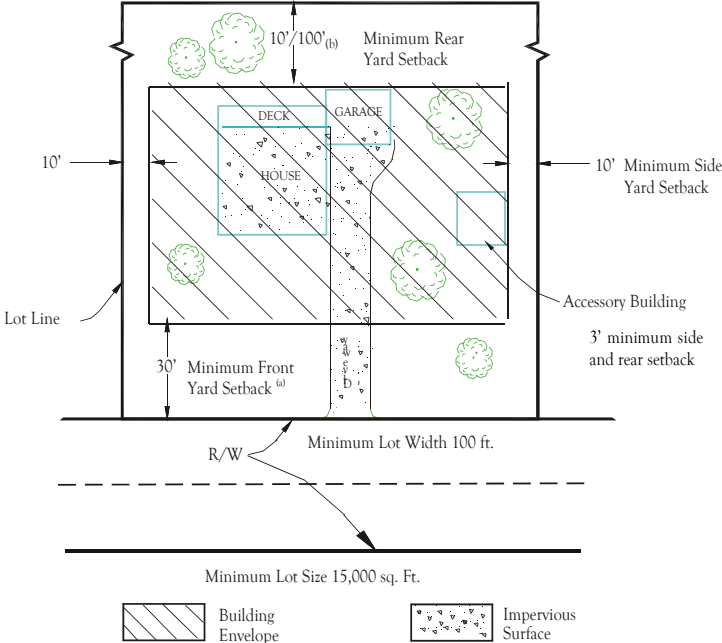 10'/100'(b)
Minimum Rear
Yard Setback
DECK
GARAGE
HOUSE
10'
10' Minimum Side
Yard Setback
Lot Line
Accessory Building
3' minimum side
and rear setback
30'
Minimum Front
Yard Setback (a)
R/W
Minimum Lot Width 100 ft.
Minimum Lot Size 15,000 sq. Ft.
Building
Envelope
Impervious
Surface